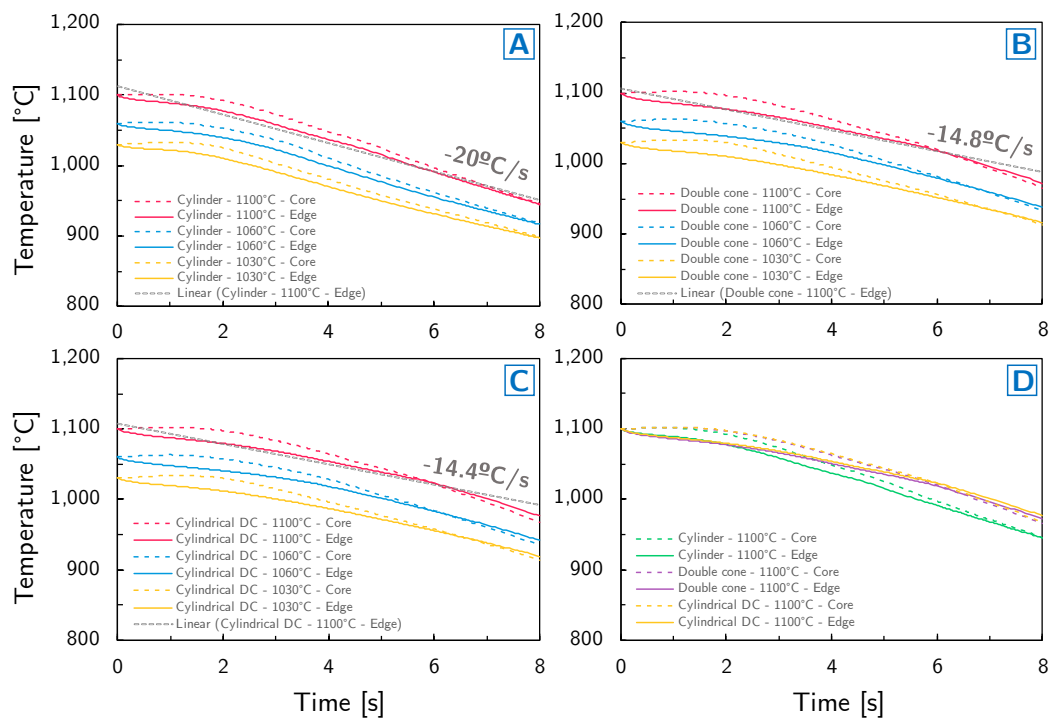 A
1,200
1,100
1,000
900
800
Temperature [°C]
-20ºC/s
Cylinder - 1100°C - Core
Cylinder - 1100°C - Edge
Cylinder - 1060°C - Core
Cylinder - 1060°C - Edge
Cylinder - 1030°C - Core
Cylinder - 1030°C - Edge
Linear (Cylinder - 1100°C - Edge)
0 2 4 6 8
B
1,200
1,100
1,000
900
800
-14.8ºC/s
Double cone - 1100°C - Core
Double cone - 1100°C - Edge
Double cone - 1060°C - Core
Double cone - 1060°C - Edge
Double cone - 1030°C - Core
Double cone - 1030°C - Edge
Linear (Double cone - 1100°C - Edge)
0 2 4 6 8
C
1,200
1,100
1,000
900
800
Temperature [°C]
-14.4ºC/s
Cylindrical DC - 1100°C - Core
Cylindrical DC - 1100°C - Edge
Cylindrical DC - 1060°C - Core
Cylindrical DC - 1060°C - Edge
Cylindrical DC - 1030°C - Core
Cylindrical DC - 1030°C - Edge
Linear (Cylindrical DC - 1100°C - Edge)
0 2 4 6 8
Time [s]
D
1,200
1,100
1,000
900
800
Cylinder - 1100°C - Core
Cylinder - 1100°C - Edge
Double cone - 1100°C - Core
Double cone - 1100°C - Edge
Cylindrical DC - 1100°C - Core
Cylindrical DC - 1100°C - Edge
0 2 4 6 8
Time [s]